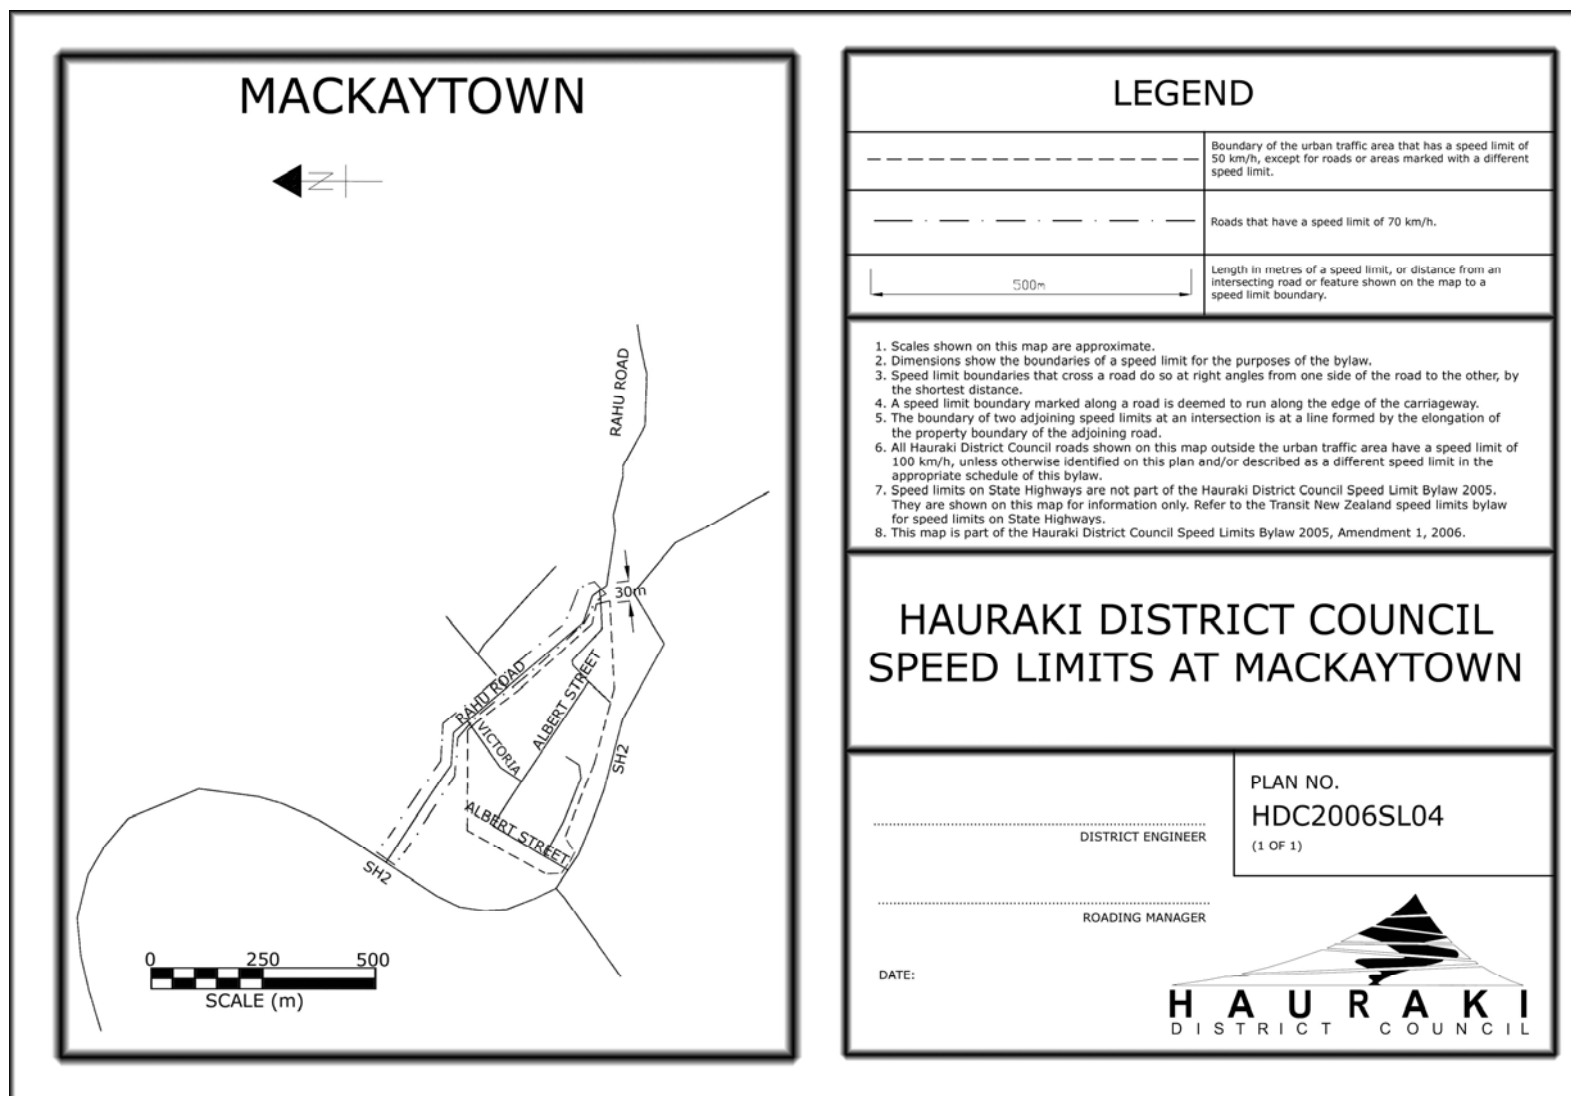 MACKAYTOWN
N
RAHU ROAD
30m
RAHU ROAD
ALBERT STREET
VICTORIA
SH2
ALBERT STREET
SH2
0 250 500
SCALE (m)
LEGEND
Boundary of the urban traffic area that has a speed limit of
50 km/h, except for roads or areas marked with a different
speed limit.
Roads that have a speed limit of 70 km/h.
500m
Length in metres of a speed limit, or distance from an
intersecting road or feature shown on the map to a
speed limit boundary.
1. Scales shown on this map are approximate.
2. Dimensions show the boundaries of a speed limit for the purposes of the bylaw.
3. Speed limit boundaries that cross a road do so at right angles from one side of the road to the other, by
the shortest distance.
4. A speed limit boundary marked along a road is deemed to run along the edge of the carriageway.
5. The boundary of two adjoining speed limits at an intersection is at a line formed by the elongation of
the property boundary of the adjoining road.
6. All Hauraki District Council roads shown on this map outside the urban traffic area have a speed limit of
100 km/h, unless otherwise identified on this plan and/or described as a different speed limit in the
appropriate schedule of this bylaw.
7. Speed limits on State Highways are not part of the Hauraki District Council Speed Limit Bylaw 2005.
They are shown on this map for information only. Refer to the Transit New Zealand speed limits bylaw
for speed limits on State Highways.
8. This map is part of the Hauraki District Council Speed Limits Bylaw 2005, Amendment 1, 2006.
HAURAKI DISTRICT COUNCIL
SPEED LIMITS AT MACKAYTOWN
DISTRICT ENGINEER
ROADING MANAGER
DATE:
PLAN NO.
HDC2006SL04
(1 OF 1)
HAURAKI
DISTRICT COUNCIL